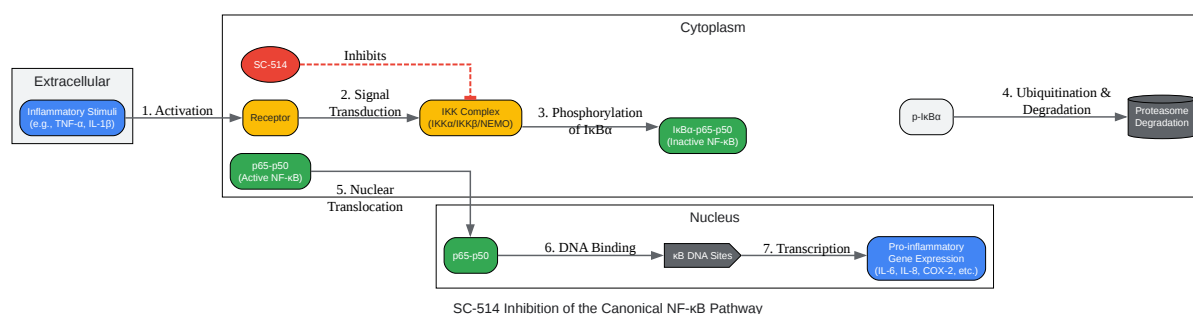 Cytoplasm
Extracellular
Inflammatory Stimuli
(e.g., TNF-α, IL-1β)
1. Activation
SC-514
Inhibits
Receptor
2. Signal
Transduction
IKK Complex
(IKKα/IKKβ/NEMO)
3. Phosphorylation
of IκBα
IκBα-p65-p50
(Inactive NF-κB)
p-IκBα
4. Ubiquitination &
Degradation
Proteasome
Degradation
p65-p50
(Active NF-κB)
5. Nuclear
Translocation
Nucleus
p65-p50
6. DNA Binding
κB DNA Sites
7. Transcription
Pro-inflammatory
Gene Expression
(IL-6, IL-8, COX-2, etc.)
SC-514 Inhibition of the Canonical NF-κB Pathway